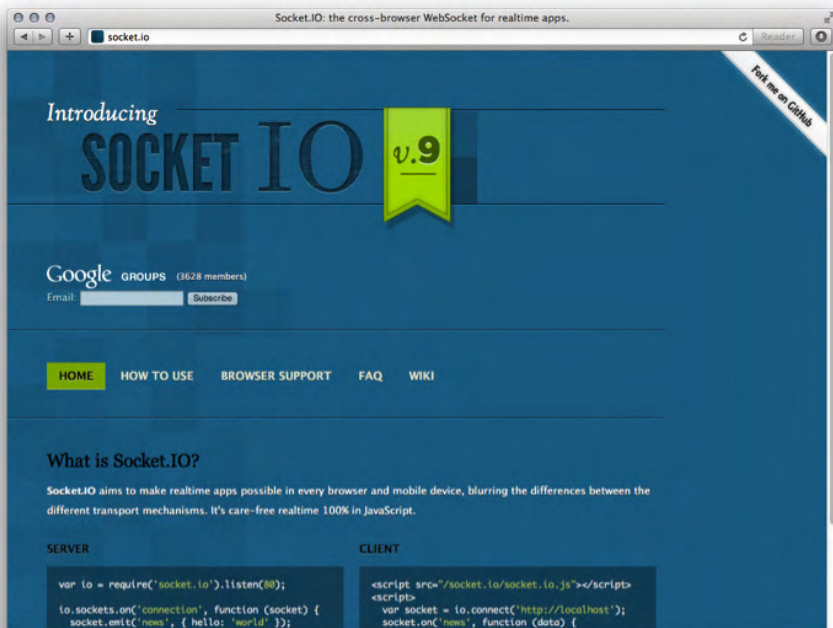 Socket.IO: the cross-browser WebSocket for realtime apps.
socket.io
Reader
Fork me on GitHub
Introducing
SOCKET IO
v.9
Google GROUPS (3628 members)
Email:
Subscribe
HOME HOW TO USE BROWSER SUPPORT FAQ WIKI
What is Socket.IO?
Socket.IO aims to make realtime apps possible in every browser and mobile device, blurring the differences between the
different transport mechanisms. It's care-free realtime 100% in JavaScript.
SERVER
var io = require('socket.io').listen(80);
io.sockets.on('connection', function (socket) {
socket.emit('news', { hello: 'world' });
CLIENT
<script src="/socket.io/socket.io.js"></script>
<script>
var socket = io.connect('http://localhost');
socket.on('news', function (data) {